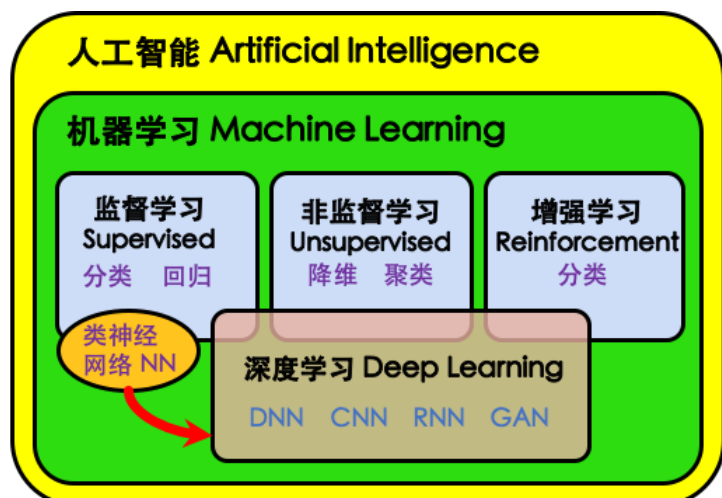 人工智能 Artificial Intelligence
机器学习 Machine Learning
监督学习
Supervised
分类 回归
非监督学习
Unsupervised
降维 聚类
增强学习
Reinforcement
分类
类神经
网络 NN
深度学习 Deep Learning
DNN CNN RNN GAN